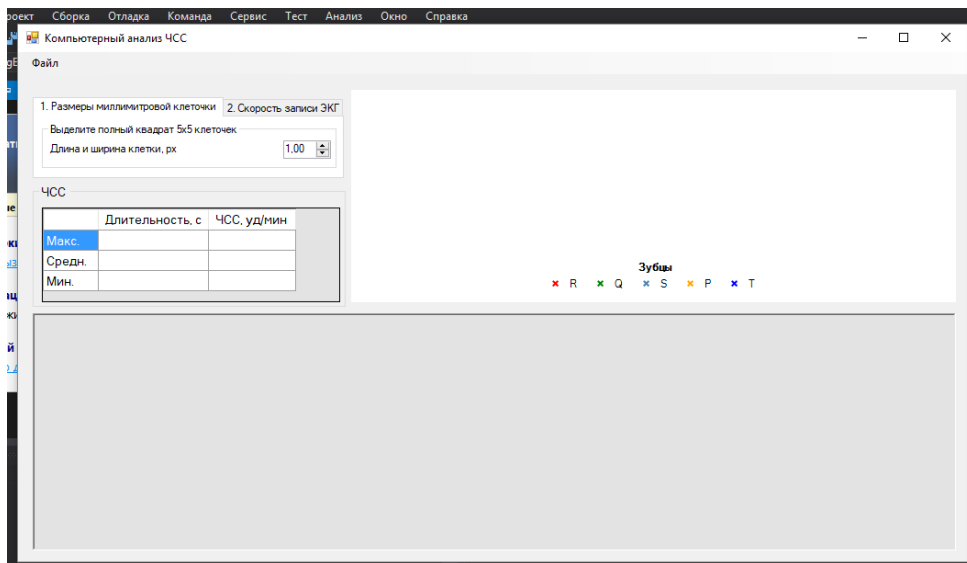 Сборка Отладка Команда Сервис Тест Анализ Окно Справка
Компьютерный анализ ЧСС
Файл
1. Размеры миллимитровой клеточки 2. Скорость записи ЭКГ
Выделите полный квадрат 5x5 клеточек
Длина и ширина клетки, px 1,00
ЧСС
Длительность, с ЧСС, уд/мин
Макс.
Средн.
Мин.
Зубцы
R Q S P T